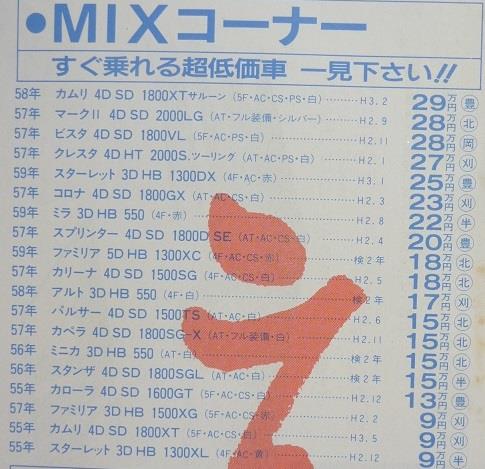 ●MIXコーナー
すぐ乗れる超低価車 一見下さい!!
58年 カムリ 4D SD 1800XTサルーン (5F・AC・CS・PS・白)……H3.2 29万円 豊
57年 マークII 4D SD 2000LG (AT・フル装備・シルバー)……H2.9 28万円 北
57年 ビスタ 4D SD 1800VL (5F・AC・PS・白)……H2.11 28万円 岡
57年 クレスタ 4D HT 2000S.ツーリング (AT・AC・PS・白)……H2.1 27万円 刈
59年 スターレット 3D HB 1300DX (4F・AC・赤)……H3.1 25万円 豊
57年 コロナ 4D SD 1800GX (AT・AC・CS・白)……H2.3 23万円 刈
59年 ミラ 3D HB 550 (4F・赤)……H2.8 22万円 半
57年 スプリンター 4D SD 1800D SE (AT・AC・CS・白)……H2.4 20万円 豊
59年 ファミリア 5D HB 1300XC (4F・AC・CS・赤)……検2年 18万円 北
57年 カリーナ 4D SD 1500SG (AT・AC・CS・白)……H2.5 18万円 北
58年 アルト 3D HB 550 (4F・白)……検2年 17万円 刈
57年 パルサー 4D SD 1500TS (AT・AC・CS・白)……H2.6 15万円 北
57年 カペラ 4D SD 1800SG-X (AT・フル装備・白)……H2.11 15万円 北
56年 ミニカ 3D HB 550 (AT・白)……検2年 15万円 北
56年 スタンザ 4D SD 1800SGL (AT・AC・白)……検2年 15万円 半
55年 カローラ 4D SD 1600GT (5F・AC・CS・白)……H2.12 13万円 豊
57年 ファミリア 3D HB 1500XG (5F・AC・CS・赤)……H2.2 9万円 刈
55年 カムリ 4D SD 1800XT (5F・AC・CS・白)……H3.5 9万円 刈
55年 スターレット 3D HB 1300XL (4F・AC・黄)……H2.12 9万円 半